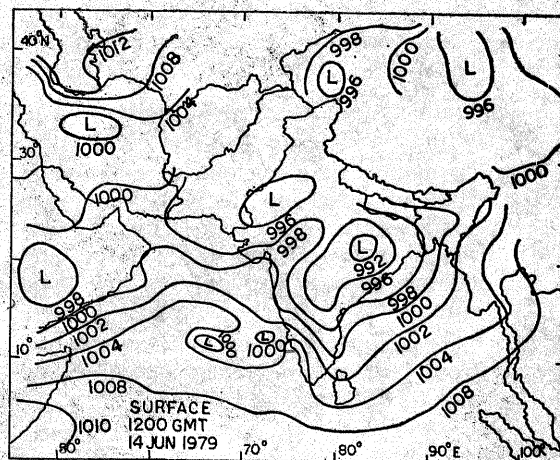 40°N 1012 998
1008 L 1000 L
996
1004 996
L
1000
30°
1000
1000
L
996
998
L
L
992
996
998 998
1000 1000
1002 1002
10° 1004 L L 1000
1004
1008 1008
SURFACE
1010 1200 GMT
14 JUN 1979
60° 70° 80° 90°E 100°